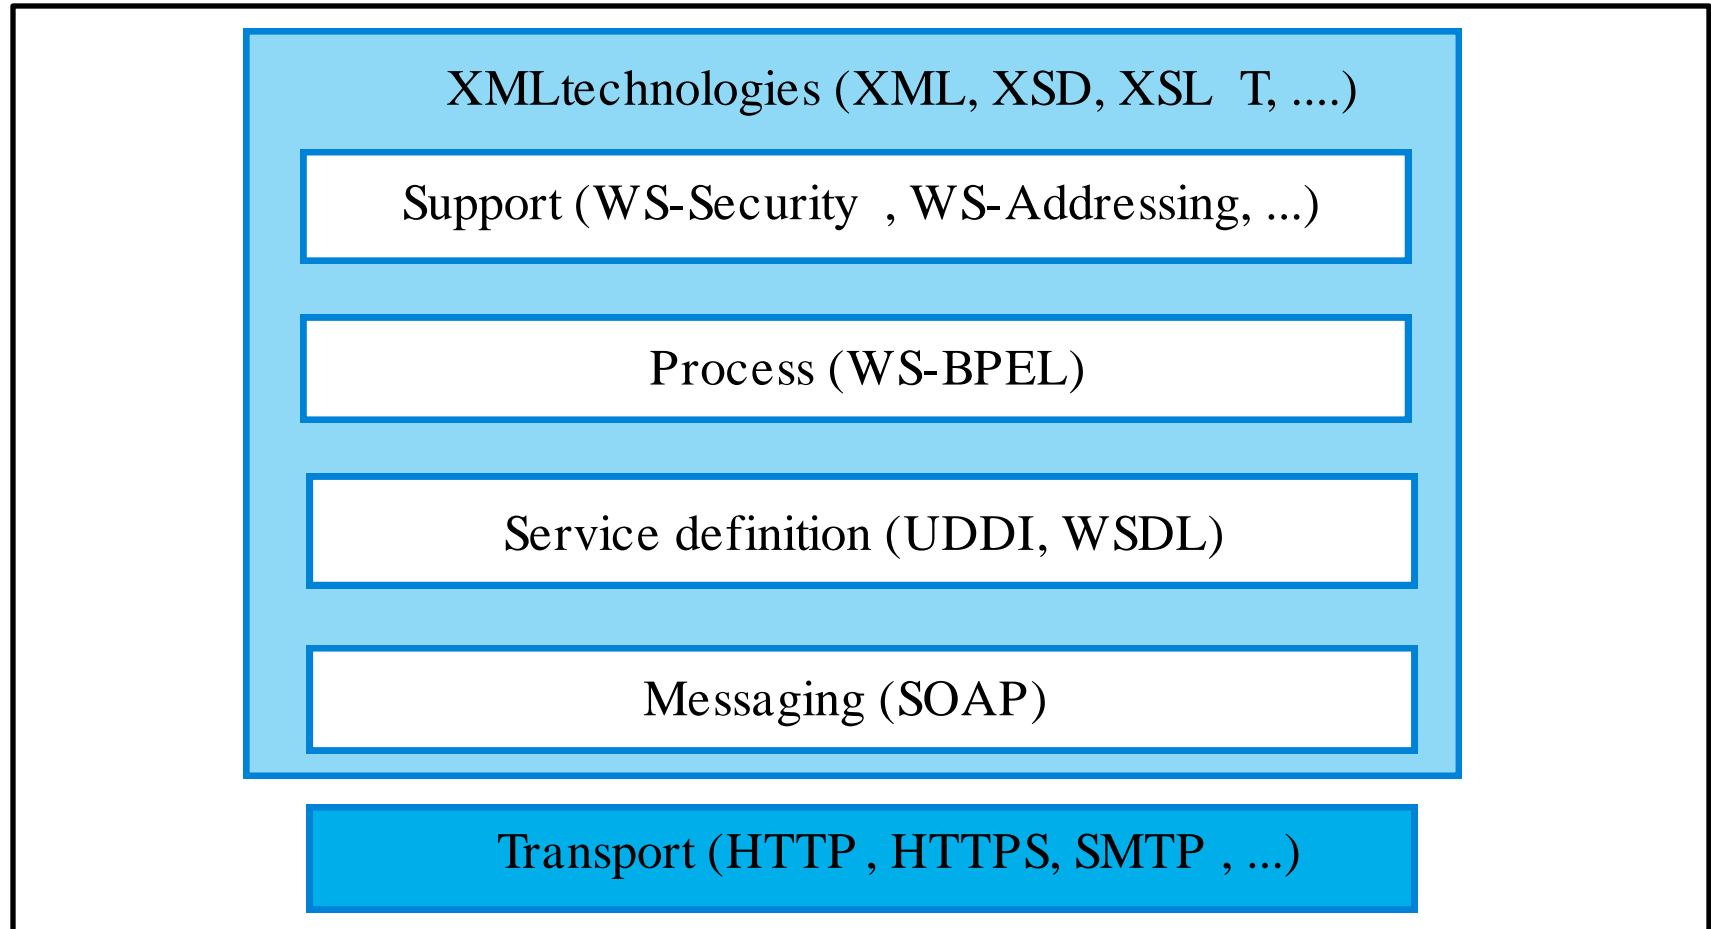 XMLtechnologies (XML, XSD, XSL T, ....)
Support (WS-Security , WS-Addressing, ...)
Process (WS-BPEL)
Service definition (UDDI, WSDL)
Messaging (SOAP)
Transport (HTTP , HTTPS, SMTP , ...)